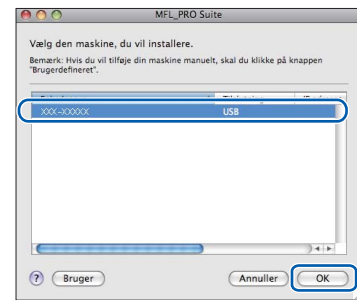 MFL_PRO Suite
Vælg den maskine, du vil installere.
Bemærk: Hvis du vil tilføje din maskine manuelt, skal du klikke på knappen
"Brugerdefineret".
XXX-XXXXX USB
? Bruger Annuller OK